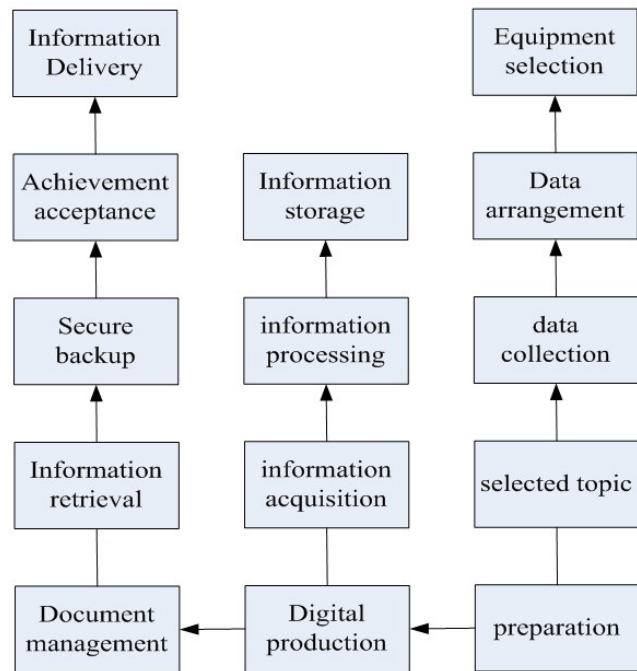 Information
Delivery
Equipment
selection
Achievement
acceptance
Information
storage
Data
arrangement
Secure
backup
information
processing
data
collection
Information
retrieval
information
acquisition
selected topic
Document
management
Digital
production
preparation